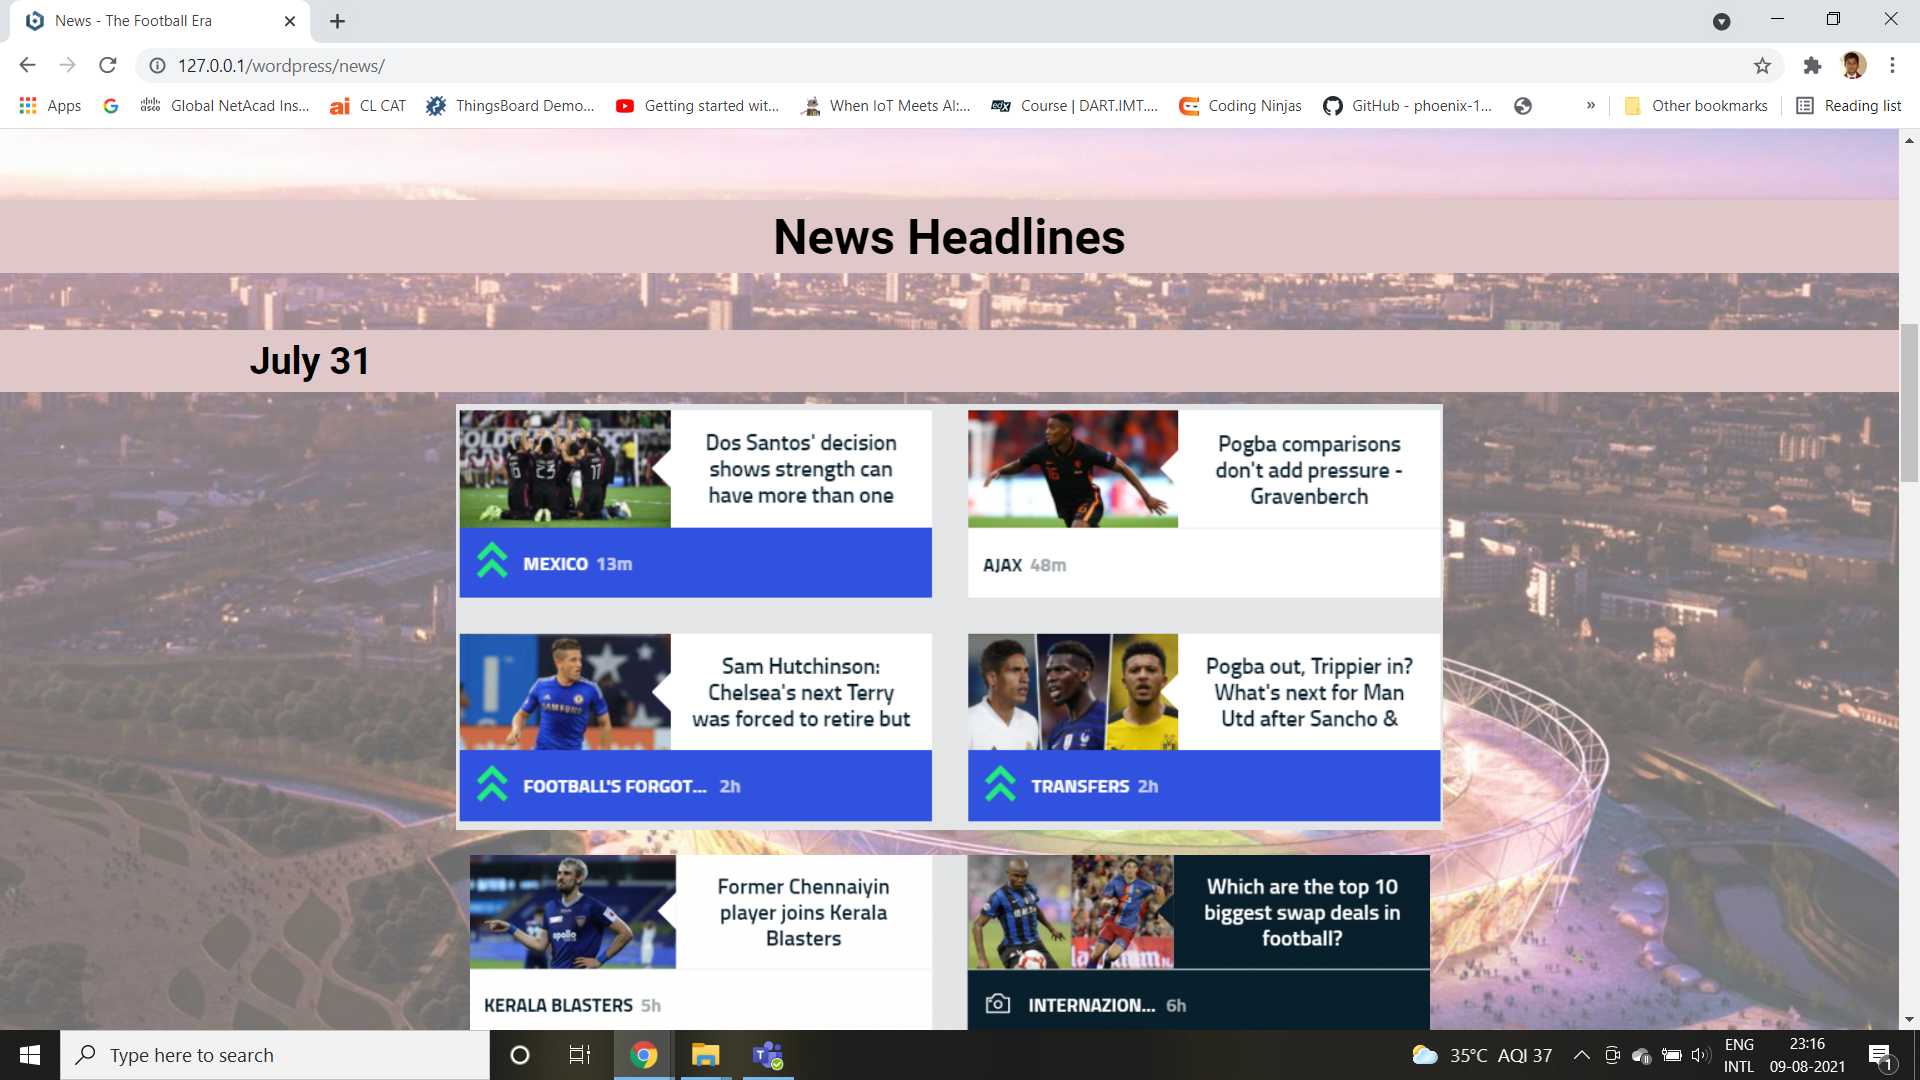 News - The Football Era
127.0.0.1/wordpress/news/
Apps
Global NetAcad Ins...
CL CAT
ThingsBoard Demo...
Getting started wit...
When IoT Meets AI:...
Course | DART.IMT....
Coding Ninjas
GitHub - phoenix-1...
»
Other bookmarks
Reading list
News Headlines
July 31
Dos Santos' decision
shows strength can
have more than one
MEXICO 13m
Pogba comparisons
don't add pressure -
Gravenberch
AJAX 48m
Sam Hutchinson:
Chelsea's next Terry
was forced to retire but
FOOTBALL'S FORGOT... 2h
Pogba out, Trippier in?
What's next for Man
Utd after Sancho &
TRANSFERS 2h
Former Chennaiyin
player joins Kerala
Blasters
KERALA BLASTERS 5h
Which are the top 10
biggest swap deals in
football?
INTERNAZION... 6h
Type here to search
35°C AQI 37
ENG
INTL
23:16
09-08-2021
1